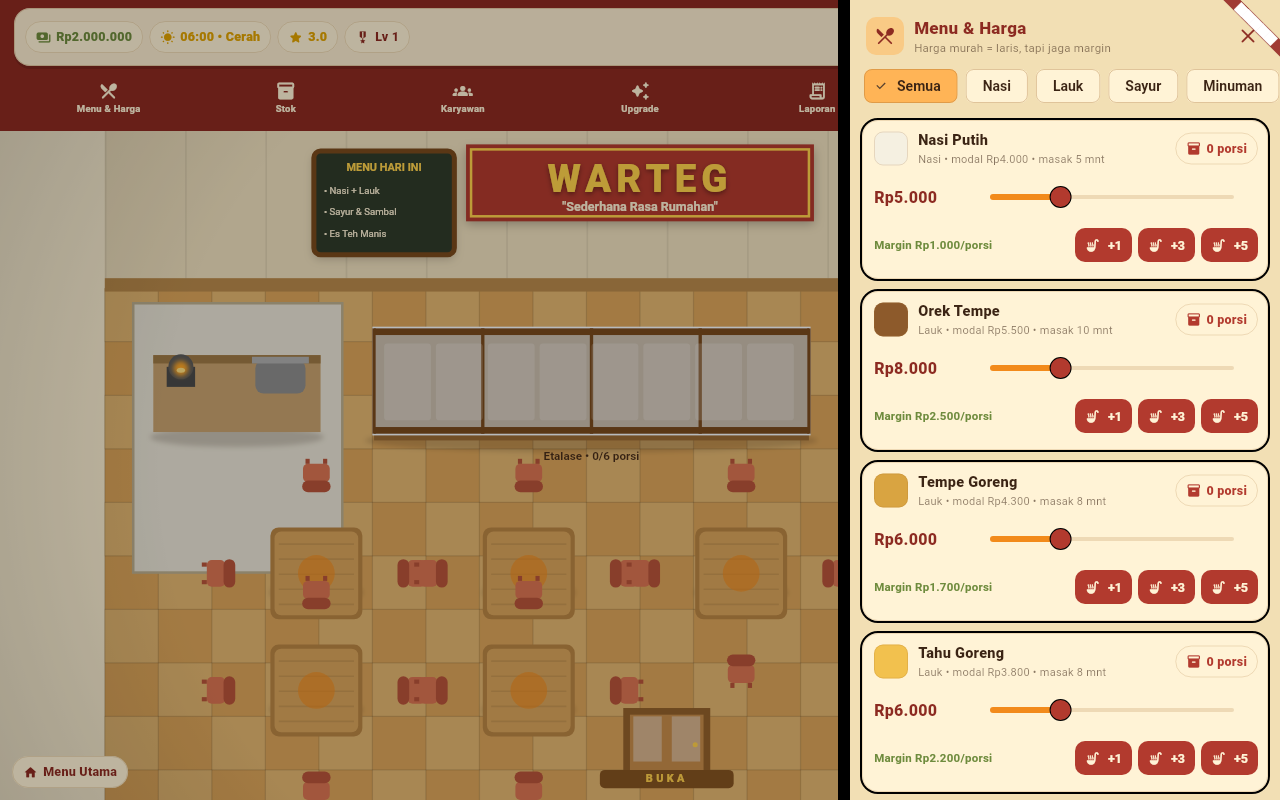 Rp2.000.000
06:00 • Cerah
3.0
Lv 1
Menu & Harga
Stok
Karyawan
Upgrade
Laporan
MENU HARI INI
• Nasi + Lauk
• Sayur & Sambal
• Es Teh Manis
WARTEG
"Sederhana Rasa Rumahan"
Etalase • 0/6 porsi
BUKA
Menu Utama
Menu & Harga
Harga murah = laris, tapi jaga margin
Semua
Nasi
Lauk
Sayur
Minuman
Nasi Putih
Nasi • modal Rp4.000 • masak 5 mnt
0 porsi
Rp5.000
Margin Rp1.000/porsi
+1
+3
+5
Orek Tempe
Lauk • modal Rp5.500 • masak 10 mnt
0 porsi
Rp8.000
Margin Rp2.500/porsi
+1
+3
+5
Tempe Goreng
Lauk • modal Rp4.300 • masak 8 mnt
0 porsi
Rp6.000
Margin Rp1.700/porsi
+1
+3
+5
Tahu Goreng
Lauk • modal Rp3.800 • masak 8 mnt
0 porsi
Rp6.000
Margin Rp2.200/porsi
+1
+3
+5